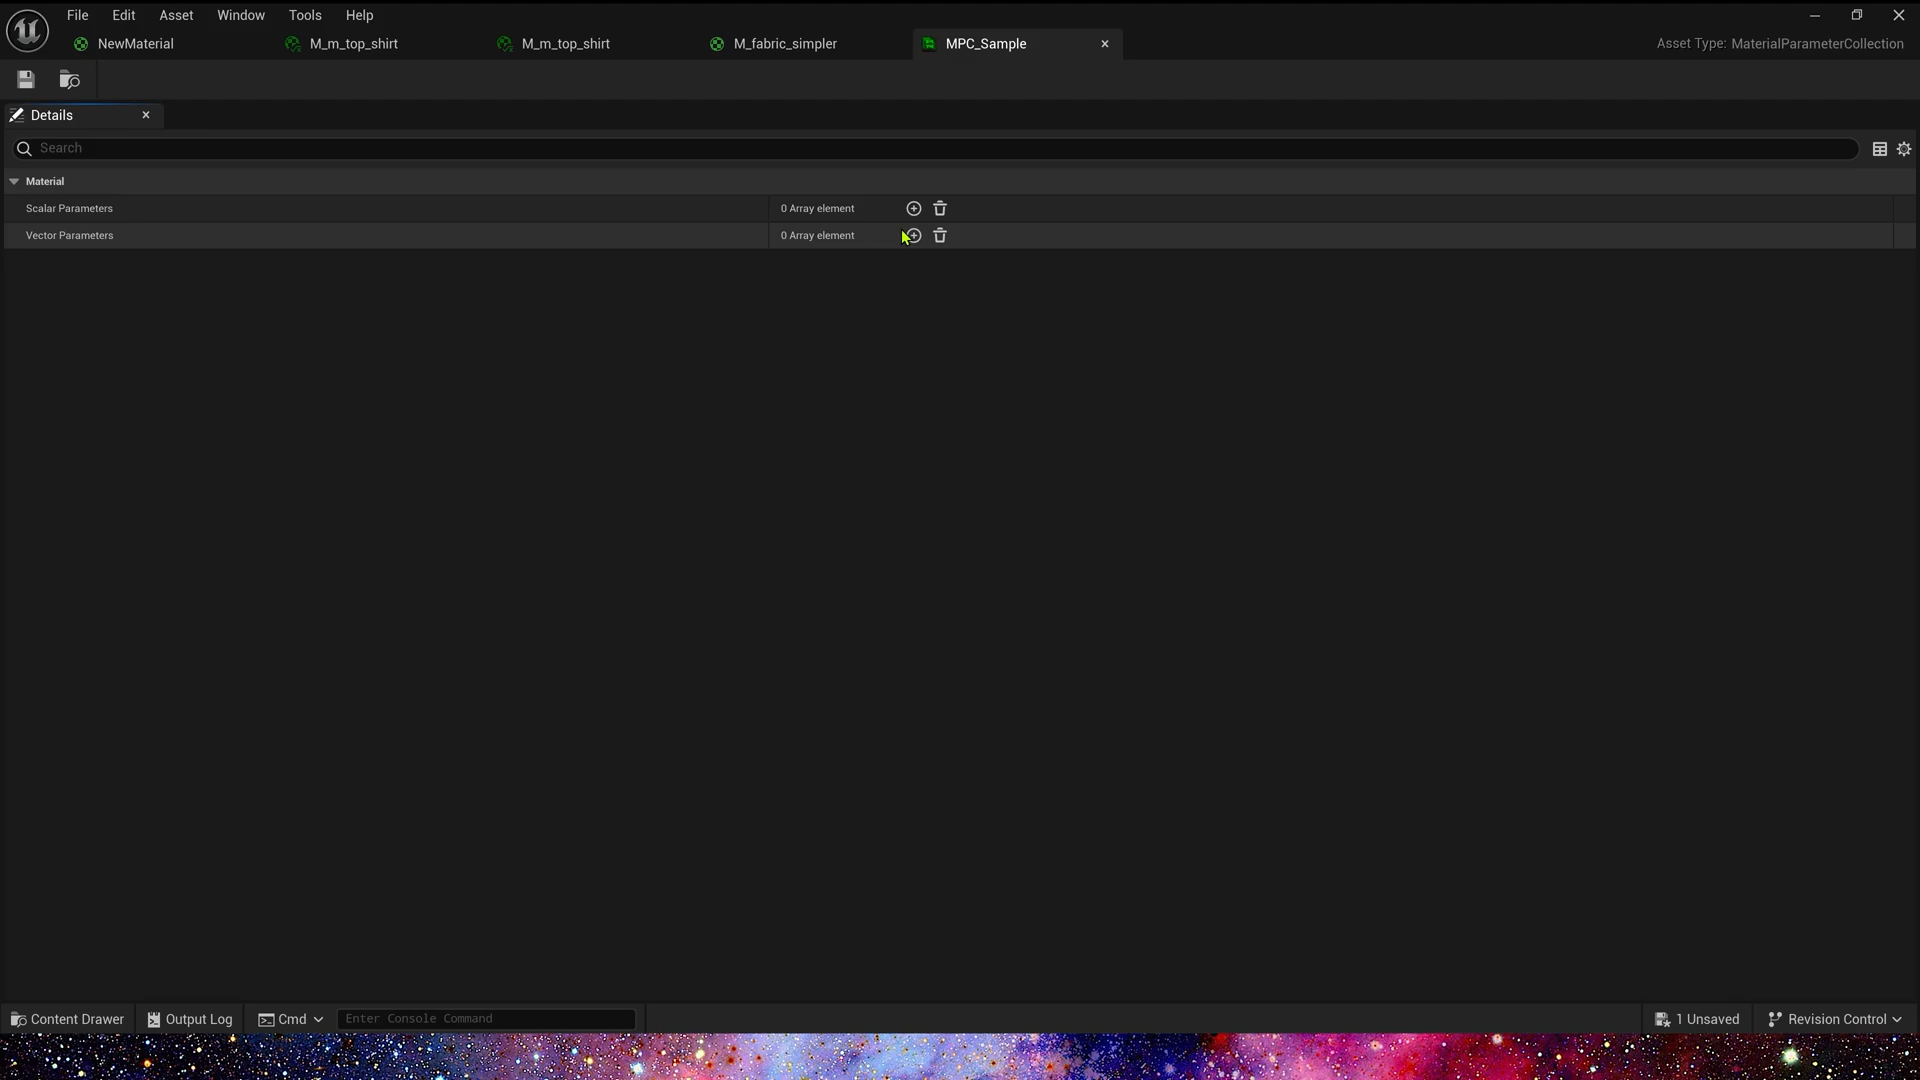 File Edit Asset Window Tools Help
NewMaterial M_m_top_shirt M_m_top_shirt M_fabric_simpler MPC_Sample Asset Type: MaterialParameterCollection
Details
Search
Material
Scalar Parameters 0 Array element
Vector Parameters 0 Array element
Content Drawer Output Log Cmd Enter Console Command 1 Unsaved Revision Control